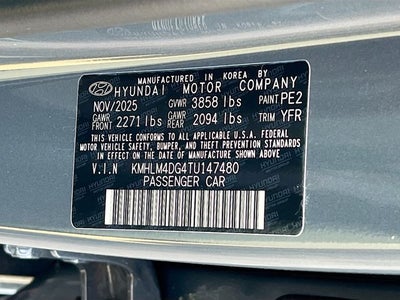 MANUFACTURED IN KOREA BY
HYUNDAI MOTOR COMPANY
NOV/2025 GVWR 3858 lbs PAINT PE2
GAWR FRONT 2271 lbs GAWR REAR 2094 lbs TRIM YFR
THIS VEHICLE CONFORMS TO ALL APPLICABLE U.S. FEDERAL
MOTOR VEHICLE SAFETY, BUMPER, AND THEFT PREVENTION
STANDARDS IN EFFECT ON THE DATE OF MANUFACTURE SHOWN ABOVE.
V.I.N KMHLM4DG4TU147480
PASSENGER CAR